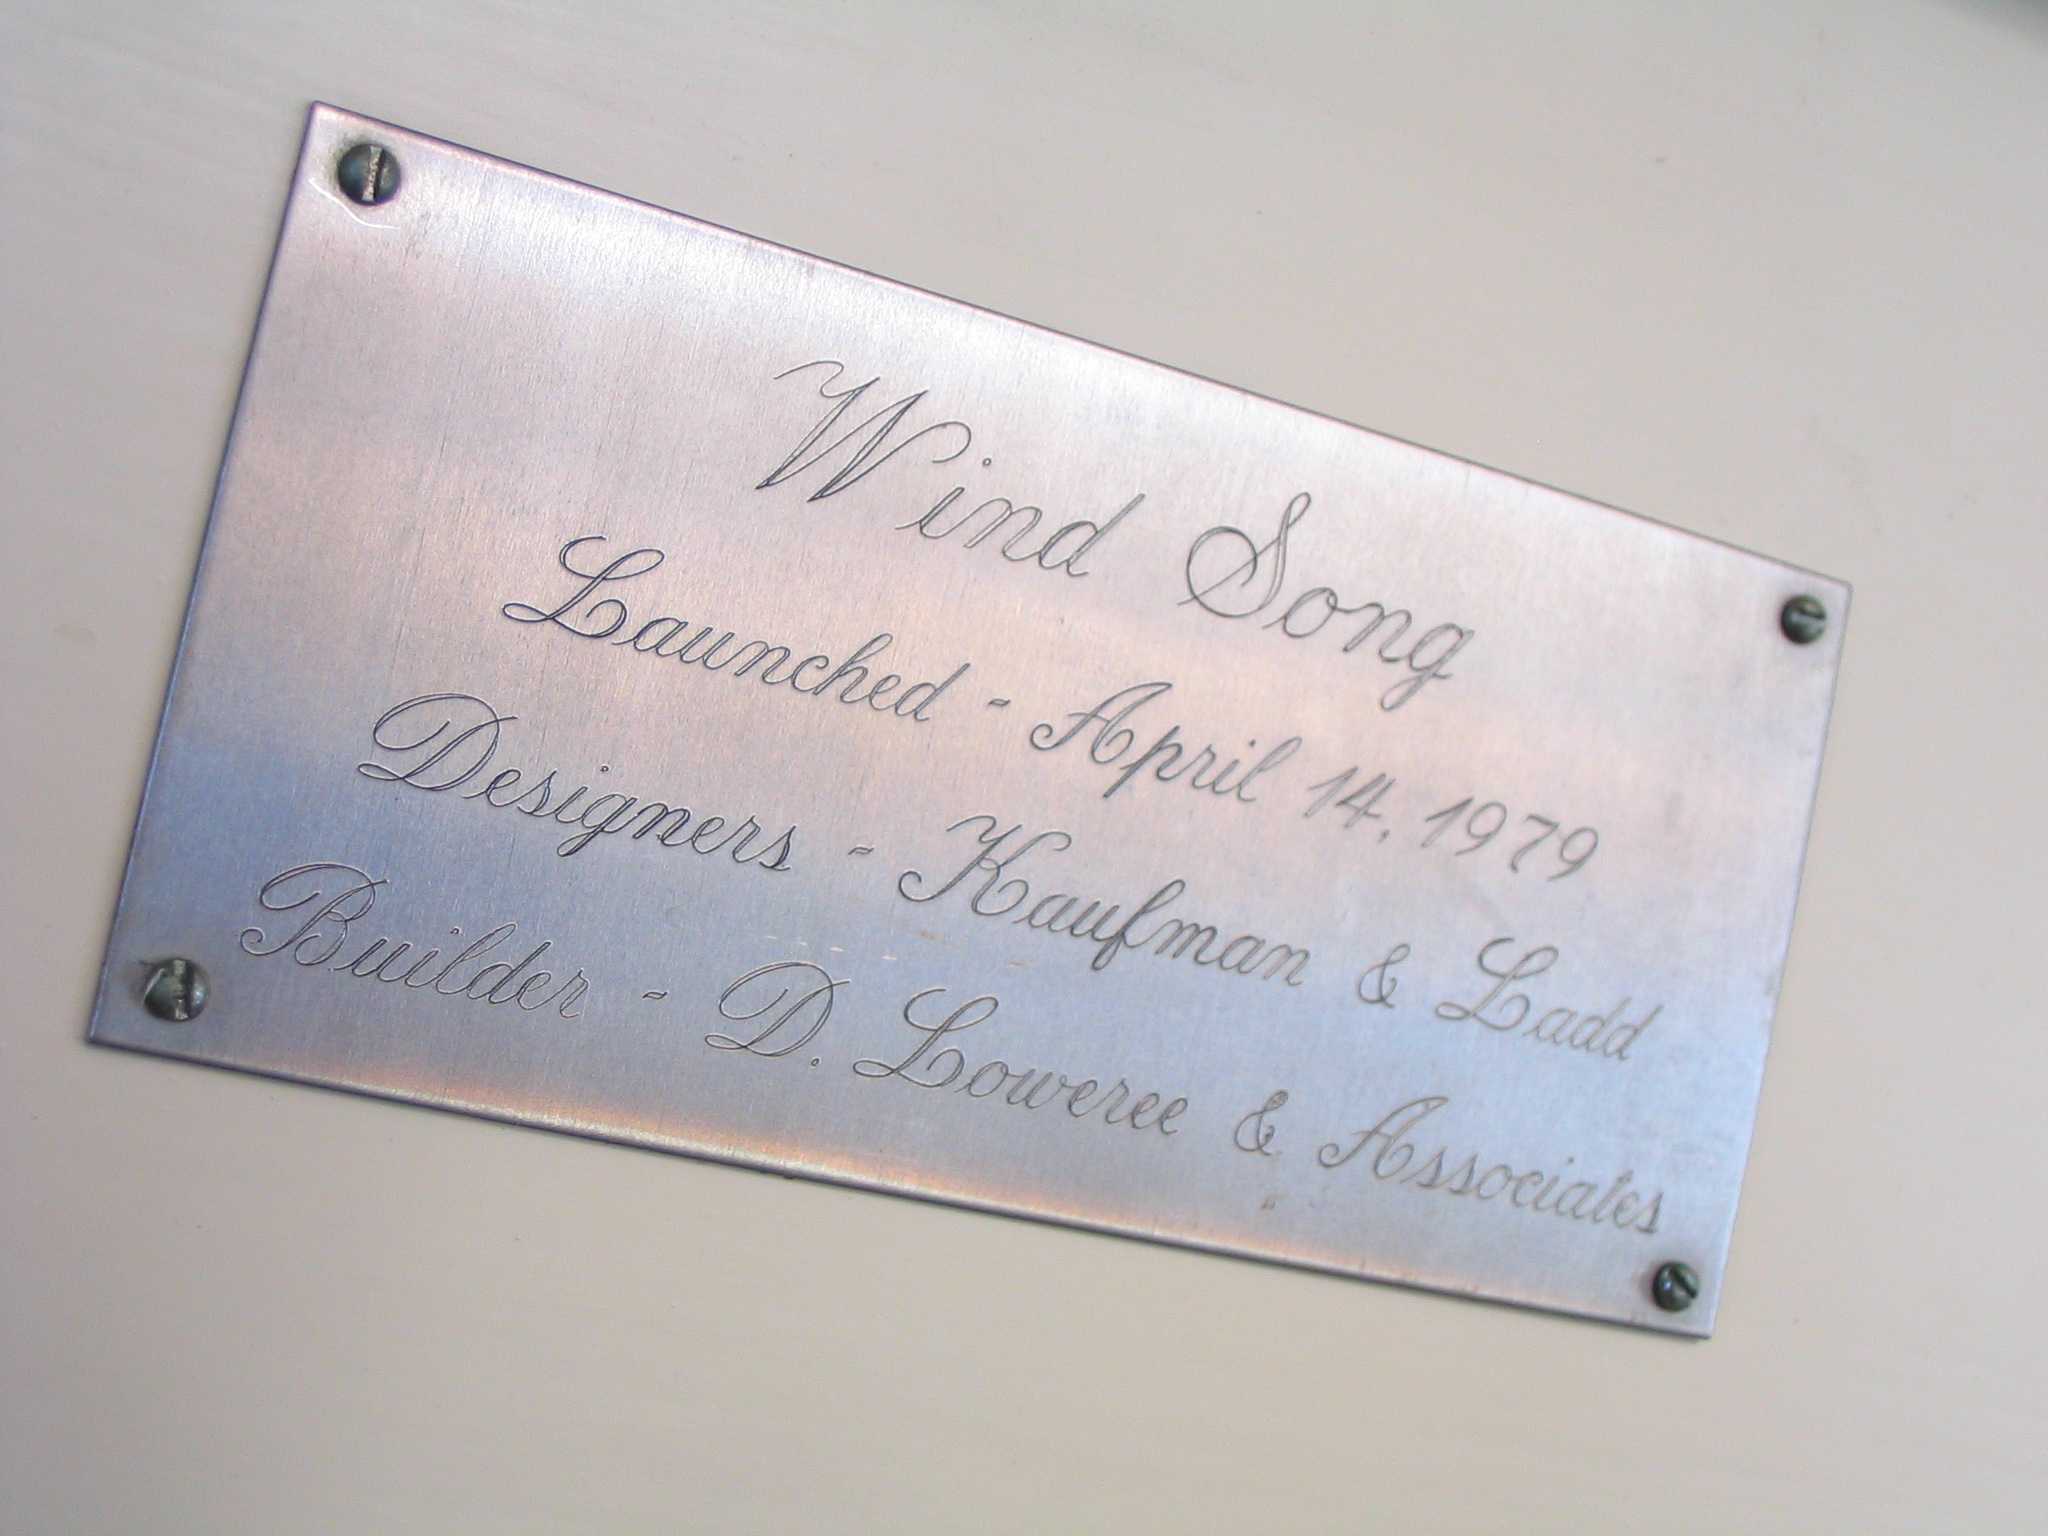 Wind Song
Launched - April 14, 1979
Designers - Kaufman & Ladd
Builder - D. Loweree & Associates